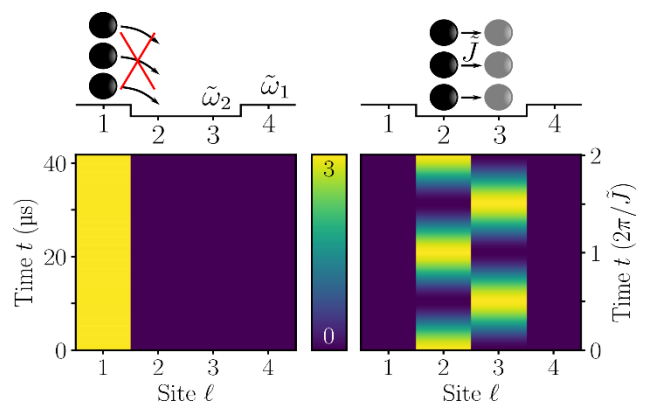 J̃
ω̃₂ ω̃₁
1 2 3 4
1 2 3 4
40
20
0
Time t (μs)
3
0
2
1
0
Time t (2π/J̃)
1 2 3 4
1 2 3 4
Site ℓ
Site ℓ